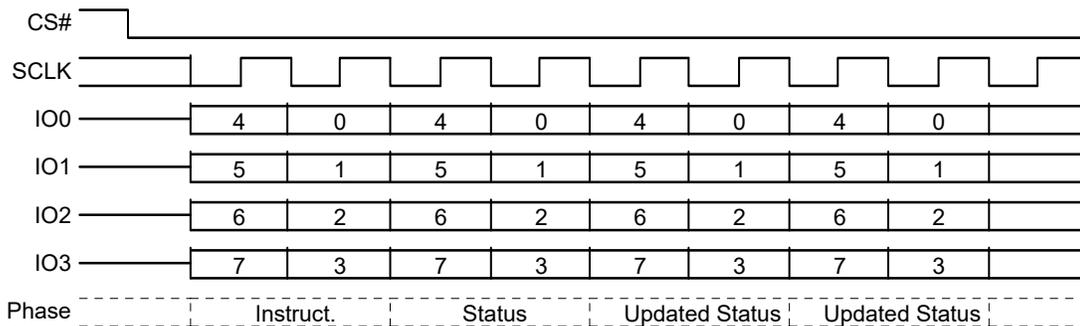 CS#
SCLK
IO0 4 0 4 0 4 0 4 0
IO1 5 1 5 1 5 1 5 1
IO2 6 2 6 2 6 2 6 2
IO3 7 3 7 3 7 3 7 3
Phase Instruct. Status Updated Status Updated Status